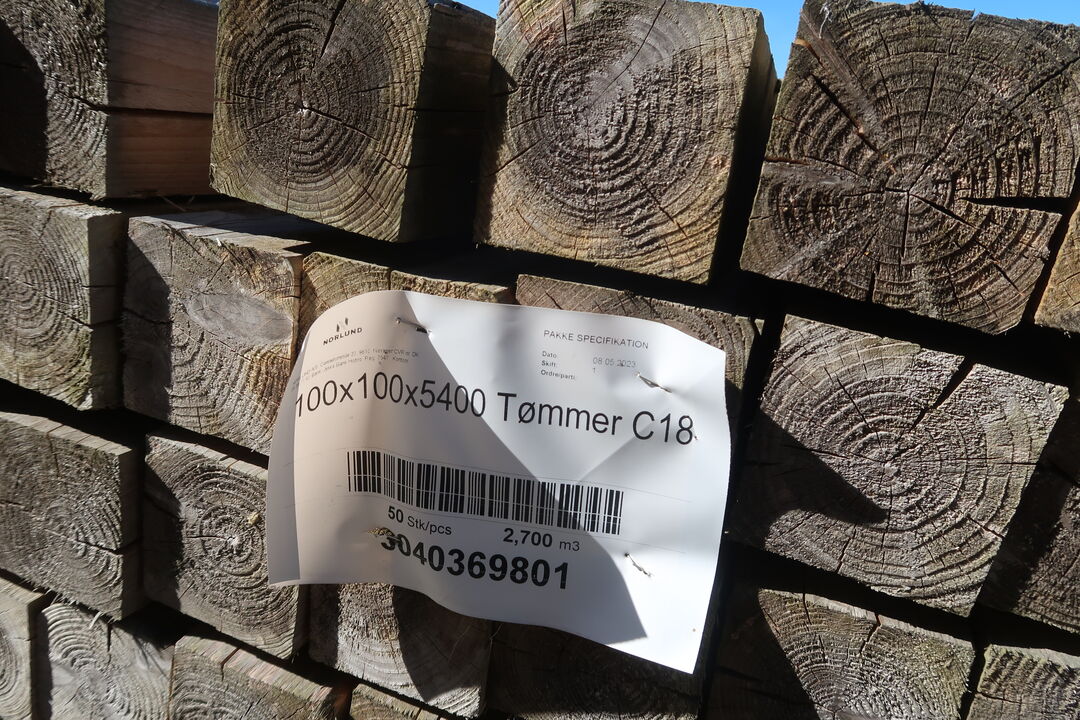 NORLUND
PAKKE SPECIFIKATION
Dato: 08.05.2023
Skift: 1
Ordre/parti:
100x100x5400 Tømmer C18
50 Stk/pcs 2,700 m3
3040369801